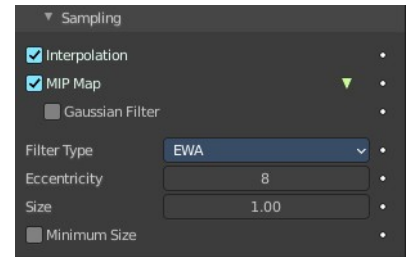 Sampling
Interpolation
MIP Map
Gaussian Filter
Filter Type EWA
Eccentricity 8
Size 1.00
Minimum Size